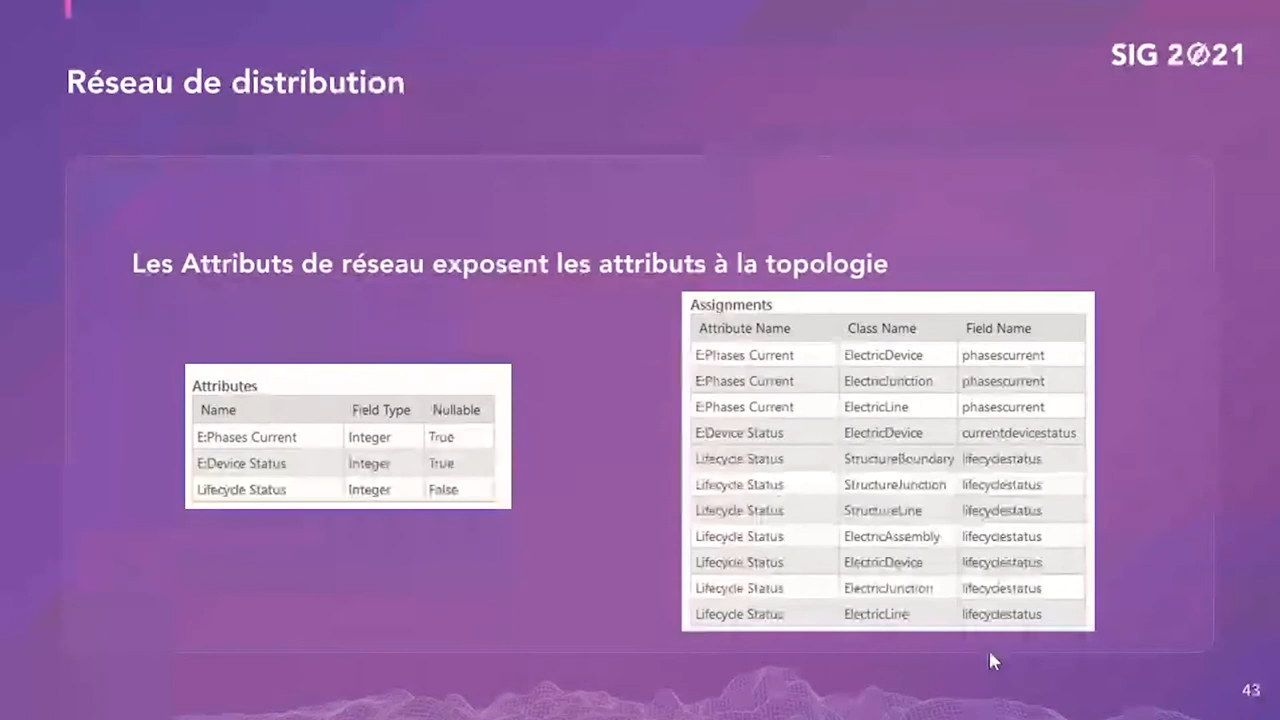 SIG 2021
Réseau de distribution
Les Attributs de réseau exposent les attributs à la topologie
Attributes
Name Field Type Nullable
E:Phases Current Integer True
E:Device Status Integer True
Lifecycle Status Integer False
Assignments
Attribute Name Class Name Field Name
E:Phases Current ElectricDevice phasescurrent
E:Phases Current ElectricJunction phasescurrent
E:Phases Current ElectricLine phasescurrent
E:Device Status ElectricDevice currentdevicestatus
Lifecycle Status StructureBoundary lifecyclestatus
Lifecycle Status StructureJunction lifecyclestatus
Lifecycle Status StructureLine lifecyclestatus
Lifecycle Status ElectricAssembly lifecyclestatus
Lifecycle Status ElectricDevice lifecyclestatus
Lifecycle Status ElectricJunction lifecyclestatus
Lifecycle Status ElectricLine lifecyclestatus
43